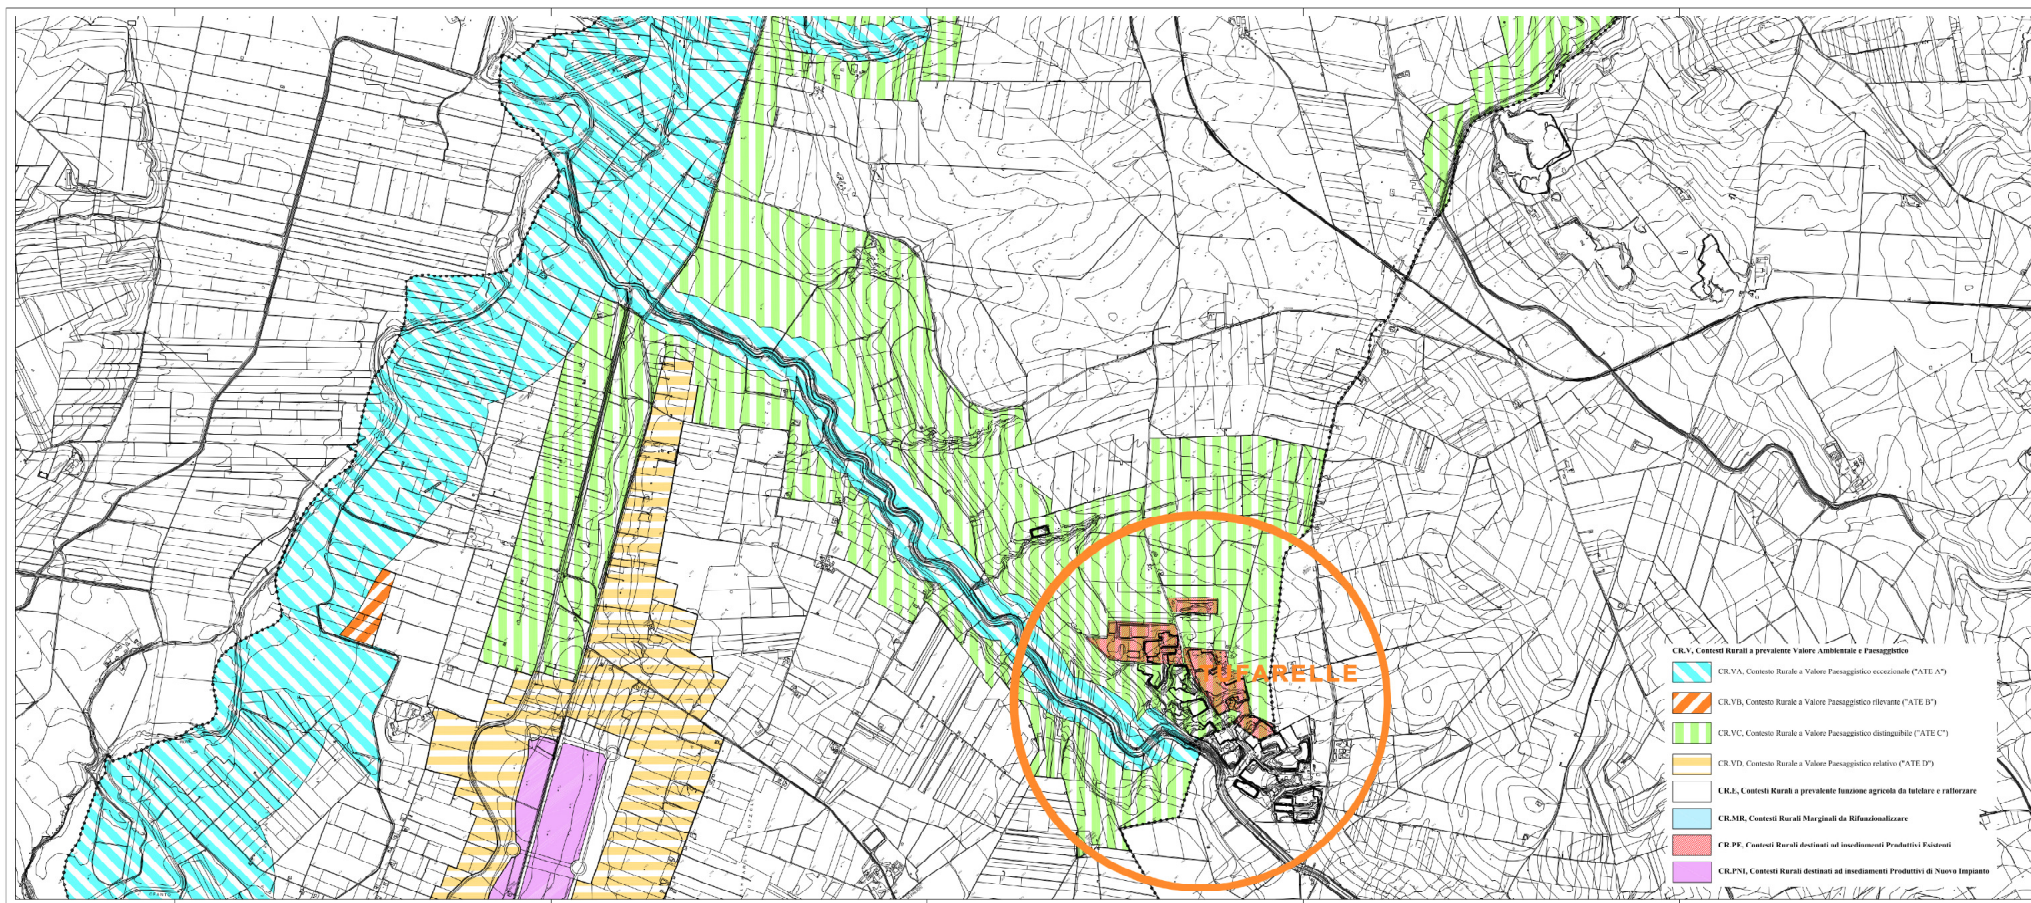 TUFARELLE
CR.V, Contesti Rurali a prevalente Valore Ambientale e Paesaggistico
CR.VA, Contesto Rurale a Valore Paesaggistico eccezionale ("ATE A")
CR.VB, Contesto Rurale a Valore Paesaggistico rilevante ("ATE B")
CR.VC, Contesto Rurale a Valore Paesaggistico distinguibile ("ATE C")
CR.VD, Contesto Rurale a Valore Paesaggistico relativo ("ATE D")
CR.E, Contesti Rurali a prevalente funzione agricola da tutelare e rafforzare
CR.MR, Contesti Rurali Marginali da Rifunzionalizzare
CR.PE, Contesti Rurali destinati ad insediamenti Produttivi Esistenti
CR.PNI, Contesti Rurali destinati ad insediamenti Produttivi di Nuovo Impianto